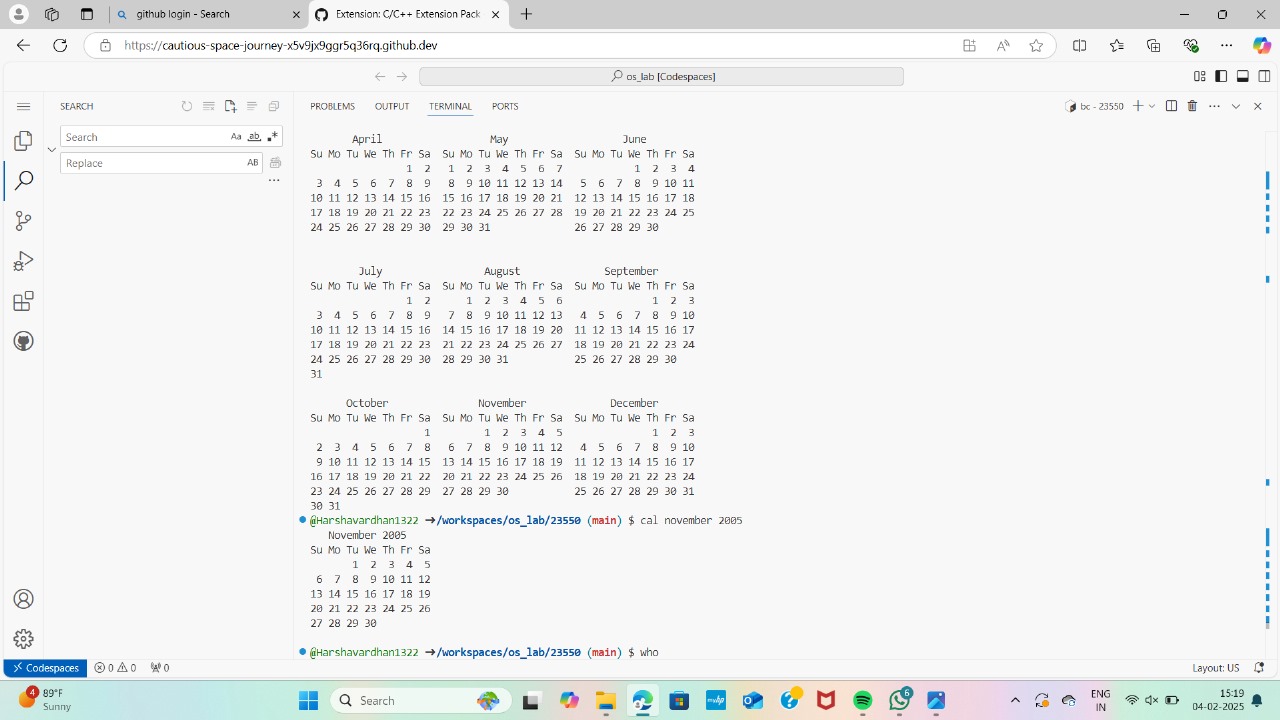 github login - Search
Extension: C/C++ Extension Pack
https://cautious-space-journey-x5v9jx9ggr5q36rq.github.dev
os_lab [Codespaces]
SEARCH
PROBLEMS OUTPUT TERMINAL PORTS
bc - 23550
Search
Aa ab
Replace
AB
April May June
Su Mo Tu We Th Fr Sa Su Mo Tu We Th Fr Sa Su Mo Tu We Th Fr Sa
1 2 1 2 3 4 5 6 7 1 2 3 4
3 4 5 6 7 8 9 8 9 10 11 12 13 14 5 6 7 8 9 10 11
10 11 12 13 14 15 16 15 16 17 18 19 20 21 12 13 14 15 16 17 18
17 18 19 20 21 22 23 22 23 24 25 26 27 28 19 20 21 22 23 24 25
24 25 26 27 28 29 30 29 30 31 26 27 28 29 30
July August September
Su Mo Tu We Th Fr Sa Su Mo Tu We Th Fr Sa Su Mo Tu We Th Fr Sa
1 2 1 2 3 4 5 6 1 2 3
3 4 5 6 7 8 9 7 8 9 10 11 12 13 4 5 6 7 8 9 10
10 11 12 13 14 15 16 14 15 16 17 18 19 20 11 12 13 14 15 16 17
17 18 19 20 21 22 23 21 22 23 24 25 26 27 18 19 20 21 22 23 24
24 25 26 27 28 29 30 28 29 30 31 25 26 27 28 29 30
31
October November December
Su Mo Tu We Th Fr Sa Su Mo Tu We Th Fr Sa Su Mo Tu We Th Fr Sa
1 1 2 3 4 5 1 2 3
2 3 4 5 6 7 8 6 7 8 9 10 11 12 4 5 6 7 8 9 10
9 10 11 12 13 14 15 13 14 15 16 17 18 19 11 12 13 14 15 16 17
16 17 18 19 20 21 22 20 21 22 23 24 25 26 18 19 20 21 22 23 24
23 24 25 26 27 28 29 27 28 29 30 25 26 27 28 29 30 31
30 31
@Harshavardhan1322 ➜/workspaces/os_lab/23550 (main) $ cal november 2005
November 2005
Su Mo Tu We Th Fr Sa
1 2 3 4 5
6 7 8 9 10 11 12
13 14 15 16 17 18 19
20 21 22 23 24 25 26
27 28 29 30
@Harshavardhan1322 ➜/workspaces/os_lab/23550 (main) $ who
Codespaces 0 0 0
Layout: US
4
89°F
Sunny
Search
myhp
6
ENG
IN
15:19
04-02-2025